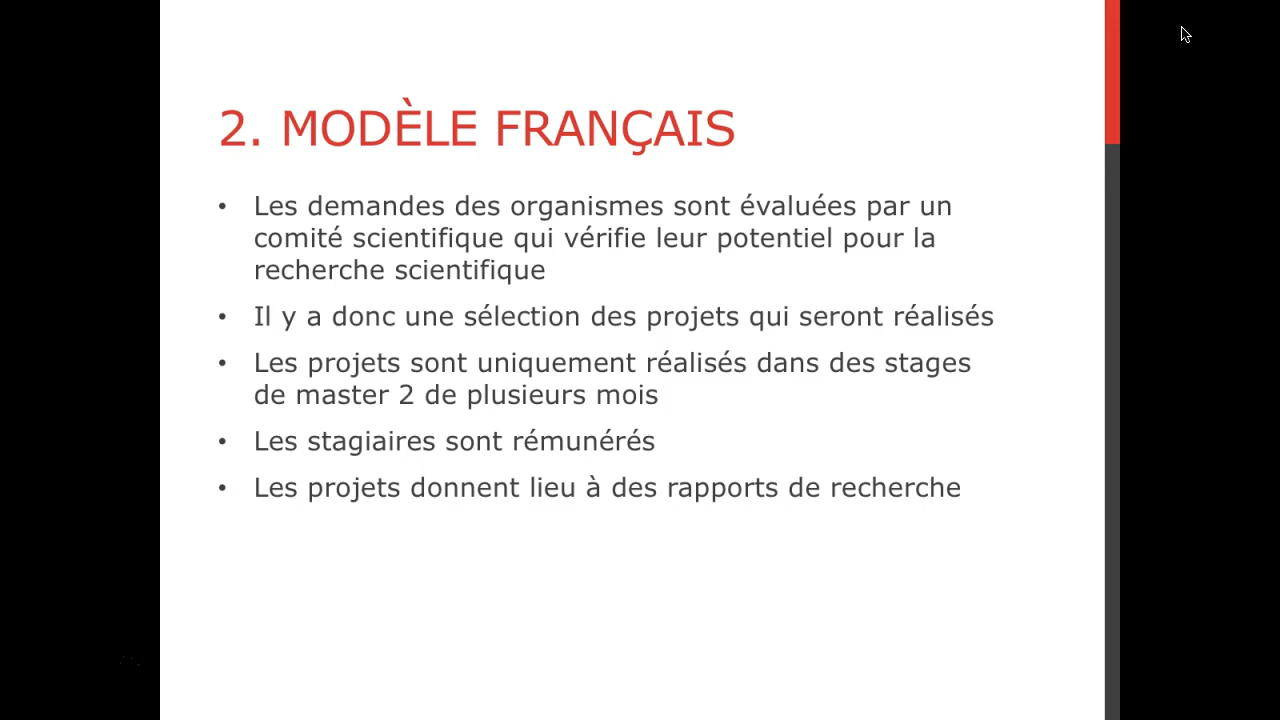 2. MODÈLE FRANÇAIS
• Les demandes des organismes sont évaluées par un
comité scientifique qui vérifie leur potentiel pour la
recherche scientifique
• Il y a donc une sélection des projets qui seront réalisés
• Les projets sont uniquement réalisés dans des stages
de master 2 de plusieurs mois
• Les stagiaires sont rémunérés
• Les projets donnent lieu à des rapports de recherche